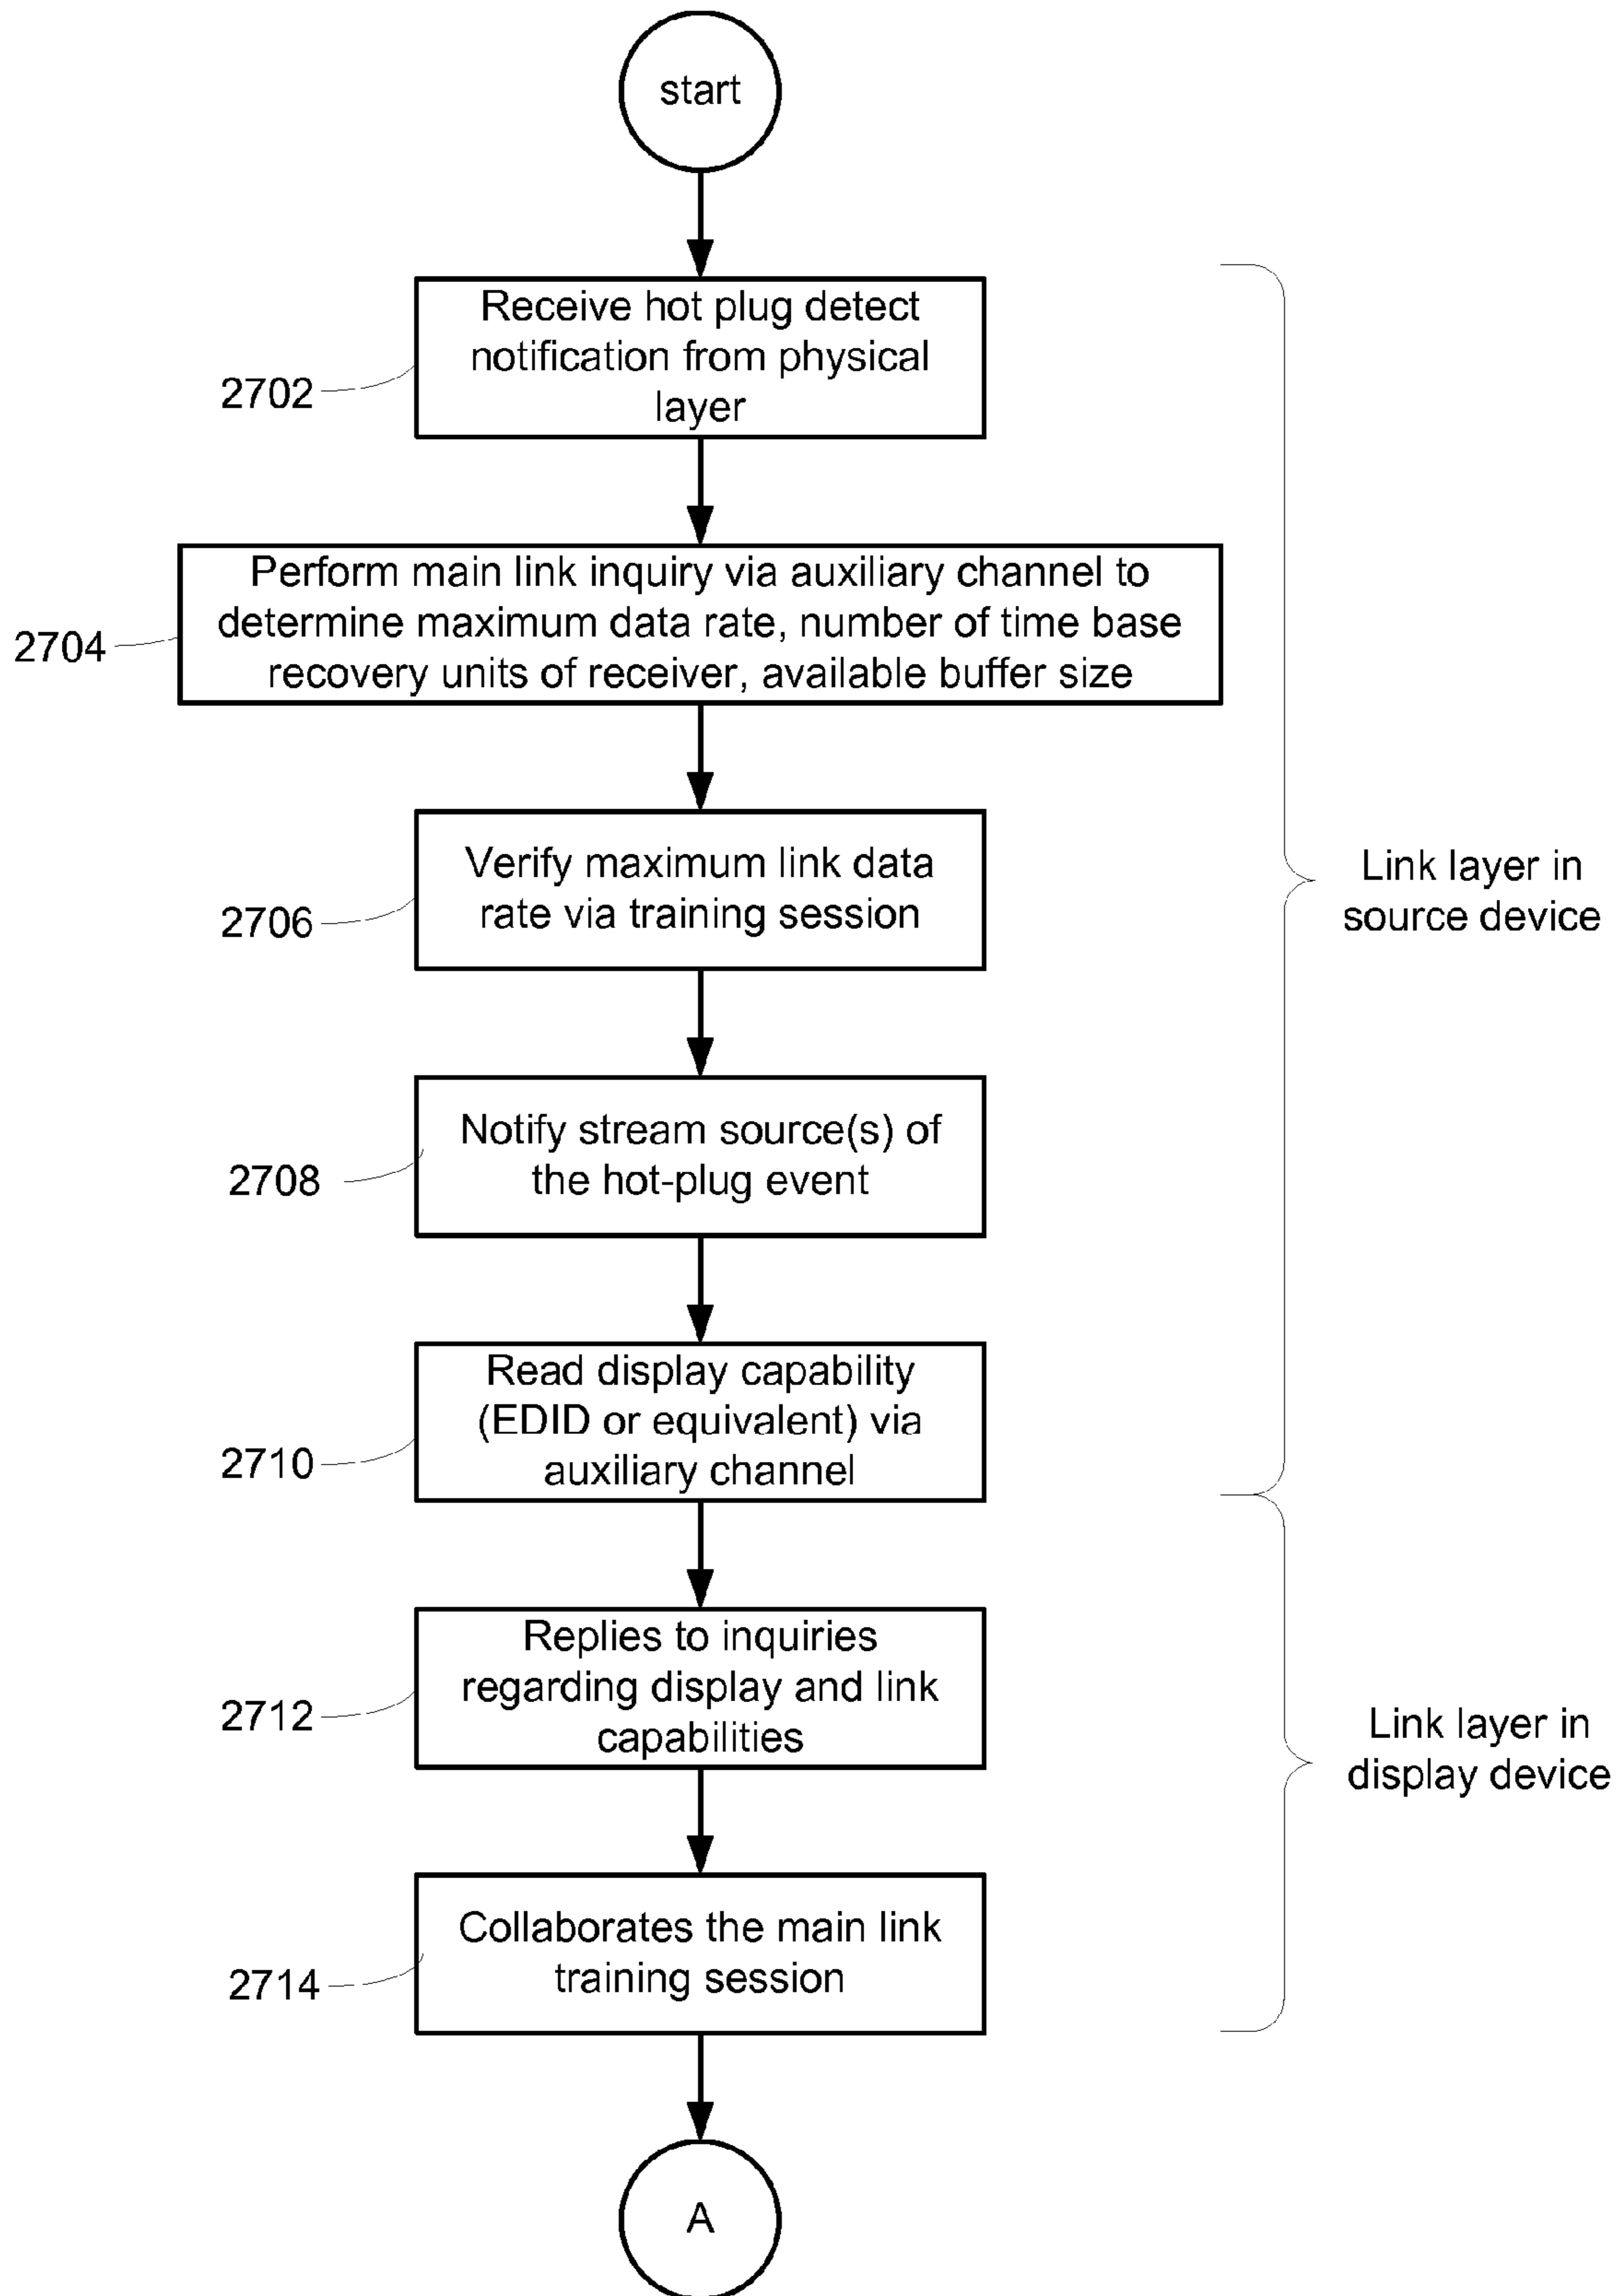 start
Receive hot plug detect
notification from physical
layer
2702
Perform main link inquiry via auxiliary channel to
determine maximum data rate, number of time base
recovery units of receiver, available buffer size
2704
Verify maximum link data
rate via training session
2706
Link layer in
source device
Notify stream source(s) of
the hot-plug event
2708
Read display capability
(EDID or equivalent) via
auxiliary channel
2710
Replies to inquiries
regarding display and link
capabilities
2712
Link layer in
display device
Collaborates the main link
training session
2714
A